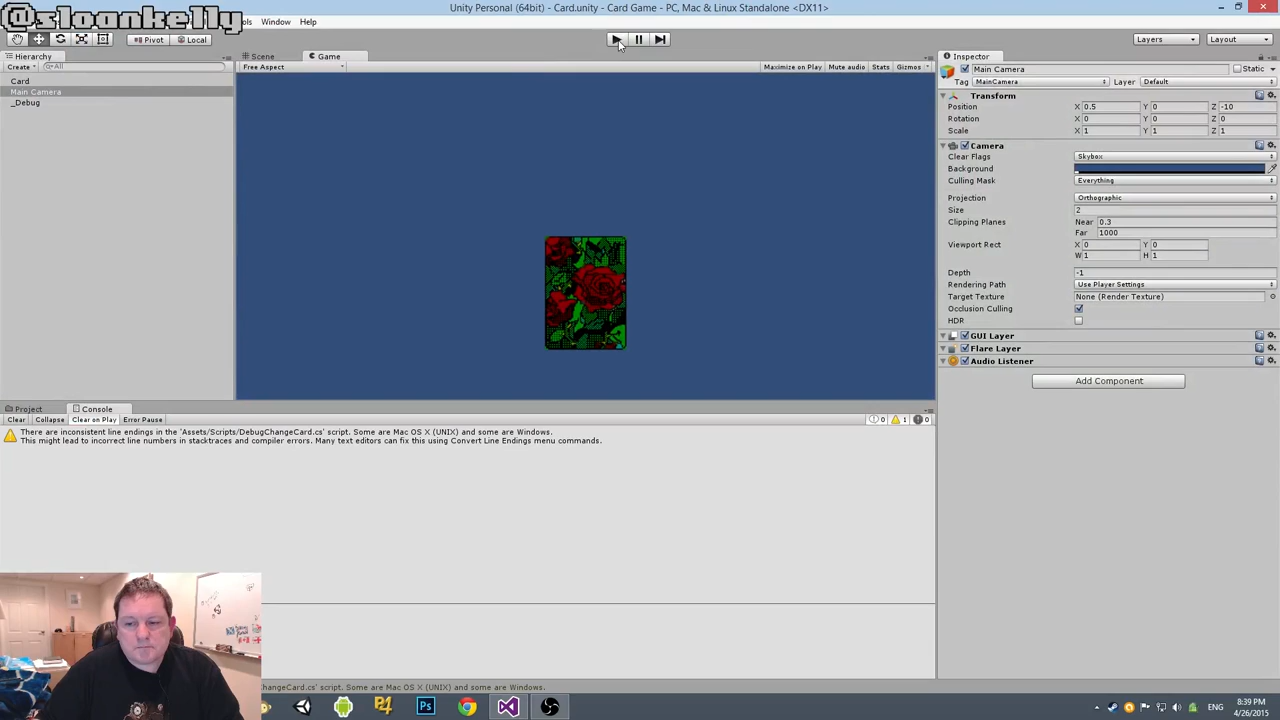 @sloankelly
Unity Personal (64bit) - Card.unity - Card Game - PC, Mac & Linux Standalone <DX11>
ols Window Help
Pivot Local Layers Layout
Hierarchy
Create All
Card
Main Camera
_Debug
Scene Game
Free Aspect Maximize on Play Mute audio Stats Gizmos
Inspector
Main Camera Static
Tag MainCamera Layer Default
Transform
Position X 0.5 Y 0 Z -10
Rotation X 0 Y 0 Z 0
Scale X 1 Y 1 Z 1
Camera
Clear Flags Skybox
Background
Culling Mask Everything
Projection Orthographic
Size 2
Clipping Planes Near 0.3
Far 1000
Viewport Rect X 0 Y 0
W 1 H 1
Depth -1
Rendering Path Use Player Settings
Target Texture None (Render Texture)
Occlusion Culling
HDR
GUI Layer
Flare Layer
Audio Listener
Add Component
Project Console
Clear Collapse Clear on Play Error Pause 0 1 0
There are inconsistent line endings in the 'Assets/Scripts/DebugChangeCard.cs' script. Some are Mac OS X (UNIX) and some are Windows.
This might lead to incorrect line numbers in stacktraces and compiler errors. Many text editors can fix this using Convert Line Endings menu commands.
ChangeCard.cs' script. Some are Mac OS X (UNIX) and some are Windows.
Ps ENG 8:39 PM
4/26/2015